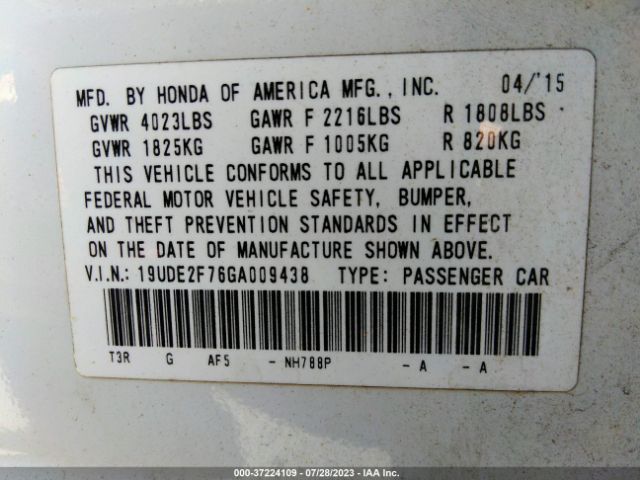 MFD. BY HONDA OF AMERICA MFG., INC. 04/'15
GVWR 4023LBS GAWR F 2216LBS R 1808LBS
GVWR 1825KG GAWR F 1005KG R 820KG
THIS VEHICLE CONFORMS TO ALL APPLICABLE
FEDERAL MOTOR VEHICLE SAFETY, BUMPER,
AND THEFT PREVENTION STANDARDS IN EFFECT
ON THE DATE OF MANUFACTURE SHOWN ABOVE.
V.I.N.: 19UDE2F76GA009438 TYPE: PASSENGER CAR
T3R G AF5 - NH788P - A - A
000-37224109 | 07/28/2023 | IAA Inc.